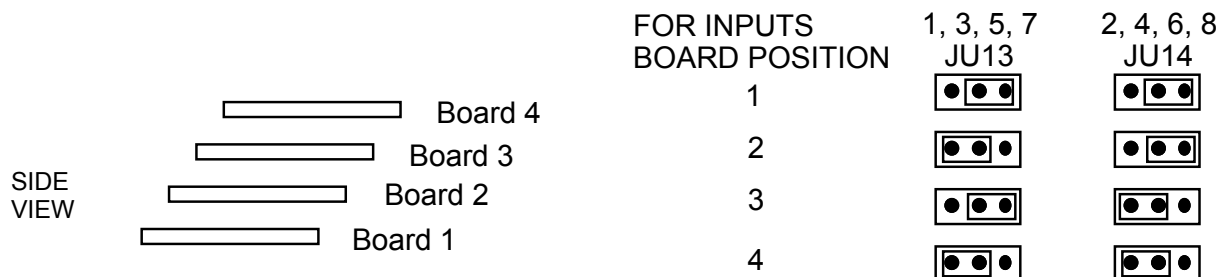 FOR INPUTS 1, 3, 5, 7 2, 4, 6, 8
BOARD POSITION JU13 JU14
1
2
3
4
Board 4
Board 3
Board 2
Board 1
SIDE
VIEW